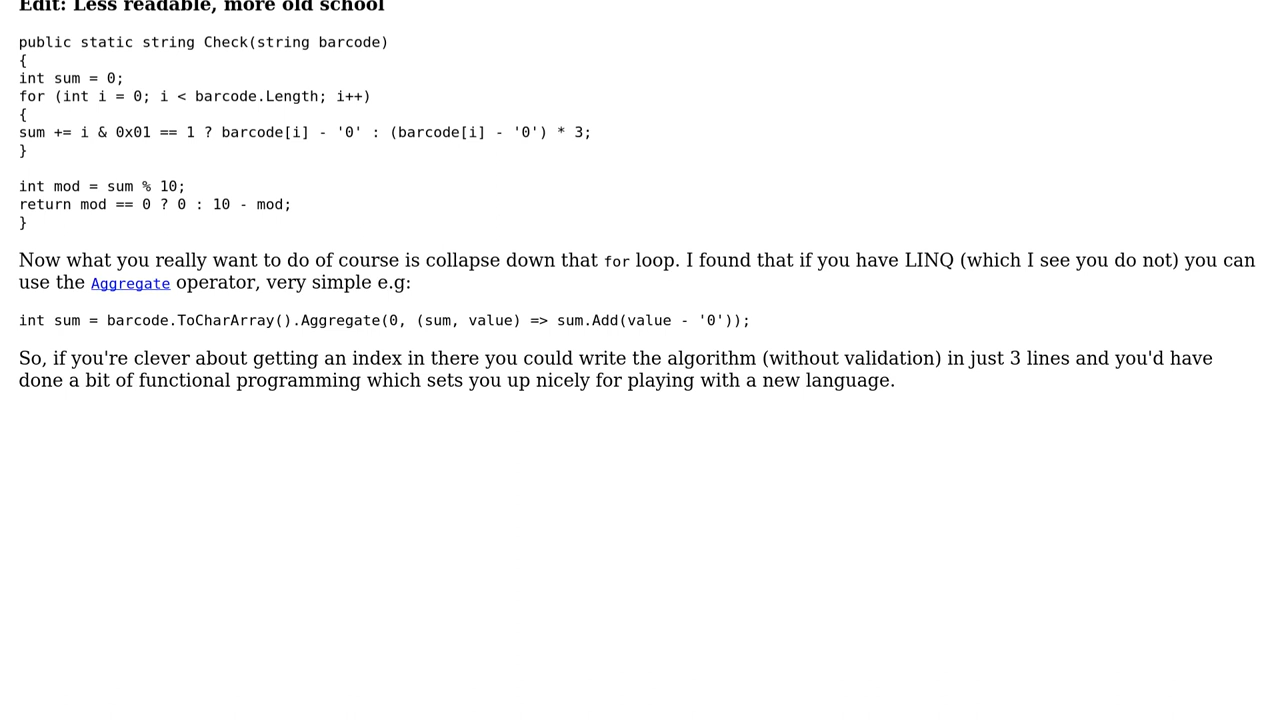 Edit: Less readable, more old school
public static string Check(string barcode)
{
int sum = 0;
for (int i = 0; i < barcode.Length; i++)
{
sum += i & 0x01 == 1 ? barcode[i] - '0' : (barcode[i] - '0') * 3;
}
int mod = sum % 10;
return mod == 0 ? 0 : 10 - mod;
}
Now what you really want to do of course is collapse down that for loop. I found that if you have LINQ (which I see you do not) you can
use the Aggregate operator, very simple e.g:
int sum = barcode.ToCharArray().Aggregate(0, (sum, value) => sum.Add(value - '0'));
So, if you're clever about getting an index in there you could write the algorithm (without validation) in just 3 lines and you'd have
done a bit of functional programming which sets you up nicely for playing with a new language.